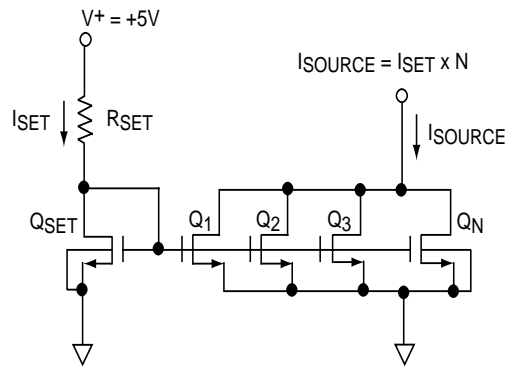 V+ = +5V
ISOURCE = ISET x N
ISET
RSET
ISOURCE
QSET
Q1
Q2
Q3
QN